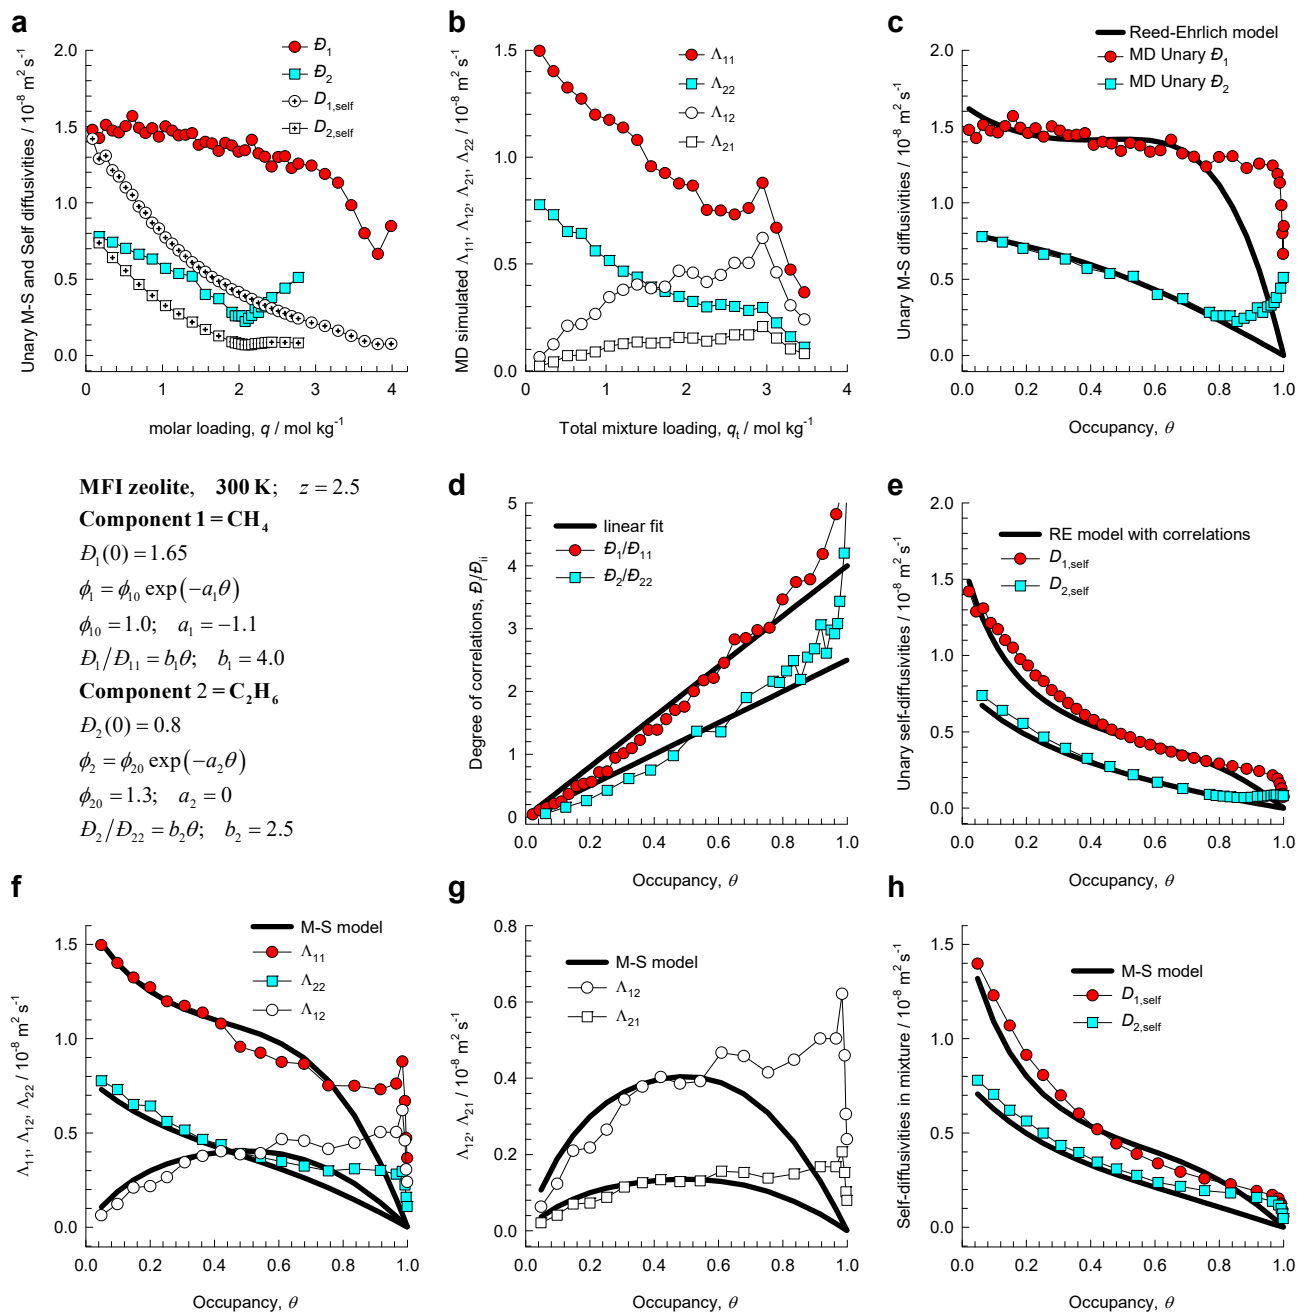 a
Unary M-S and Self diffusivities / 10⁻⁸ m² s⁻¹
2.0
1.5
1.0
0.5
0.0
Đ₁
Đ₂
D₁,self
D₂,self
0 1 2 3 4
molar loading, q / mol kg⁻¹
b
MD simulated Λ₁₁, Λ₁₂, Λ₂₁, Λ₂₂ / 10⁻⁸ m² s⁻¹
1.5
1.0
0.5
0.0
Λ₁₁
Λ₂₂
Λ₁₂
Λ₂₁
0 1 2 3 4
Total mixture loading, qₜ / mol kg⁻¹
c
Unary M-S diffusivities / 10⁻⁸ m² s⁻¹
Reed-Ehrlich model
MD Unary Đ₁
MD Unary Đ₂
2.0
1.5
1.0
0.5
0.0
0.0 0.2 0.4 0.6 0.8 1.0
Occupancy, θ
MFI zeolite, 300 K; z = 2.5
Component 1 = CH₄
Đ₁(0) = 1.65
ϕ₁ = ϕ₁₀ exp(−a₁θ)
ϕ₁₀ = 1.0; a₁ = −1.1
Đ₁/Đ₁₁ = b₁θ; b₁ = 4.0
Component 2 = C₂H₆
Đ₂(0) = 0.8
ϕ₂ = ϕ₂₀ exp(−a₂θ)
ϕ₂₀ = 1.3; a₂ = 0
Đ₂/Đ₂₂ = b₂θ; b₂ = 2.5
d
Degree of correlations, Đᵢ/Đᵢᵢ
5
4
3
2
1
0
linear fit
Đ₁/Đ₁₁
Đ₂/Đ₂₂
0.0 0.2 0.4 0.6 0.8 1.0
Occupancy, θ
e
Unary self-diffusivities / 10⁻⁸ m² s⁻¹
2.0
1.5
1.0
0.5
0.0
RE model with correlations
D₁,self
D₂,self
0.0 0.2 0.4 0.6 0.8 1.0
Occupancy, θ
f
Λ₁₁, Λ₁₂, Λ₂₂ / 10⁻⁸ m² s⁻¹
1.5
1.0
0.5
0.0
M-S model
Λ₁₁
Λ₂₂
Λ₁₂
0.0 0.2 0.4 0.6 0.8 1.0
Occupancy, θ
g
Λ₁₂, Λ₂₁ / 10⁻⁸ m² s⁻¹
0.8
0.6
0.4
0.2
0.0
M-S model
Λ₁₂
Λ₂₁
0.0 0.2 0.4 0.6 0.8 1.0
Occupancy, θ
h
Self-diffusivities in mixture / 10⁻⁸ m² s⁻¹
1.5
1.0
0.5
0.0
M-S model
D₁,self
D₂,self
0.0 0.2 0.4 0.6 0.8 1.0
Occupancy, θ